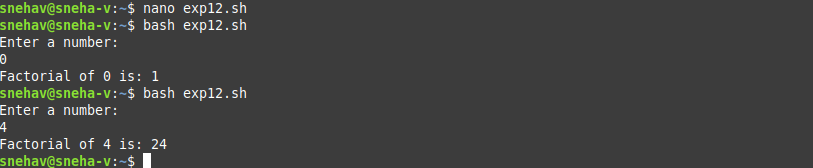 snehav@sneha-v:~$ nano exp12.sh
snehav@sneha-v:~$ bash exp12.sh
Enter a number:
0
Factorial of 0 is: 1
snehav@sneha-v:~$ bash exp12.sh
Enter a number:
4
Factorial of 4 is: 24
snehav@sneha-v:~$